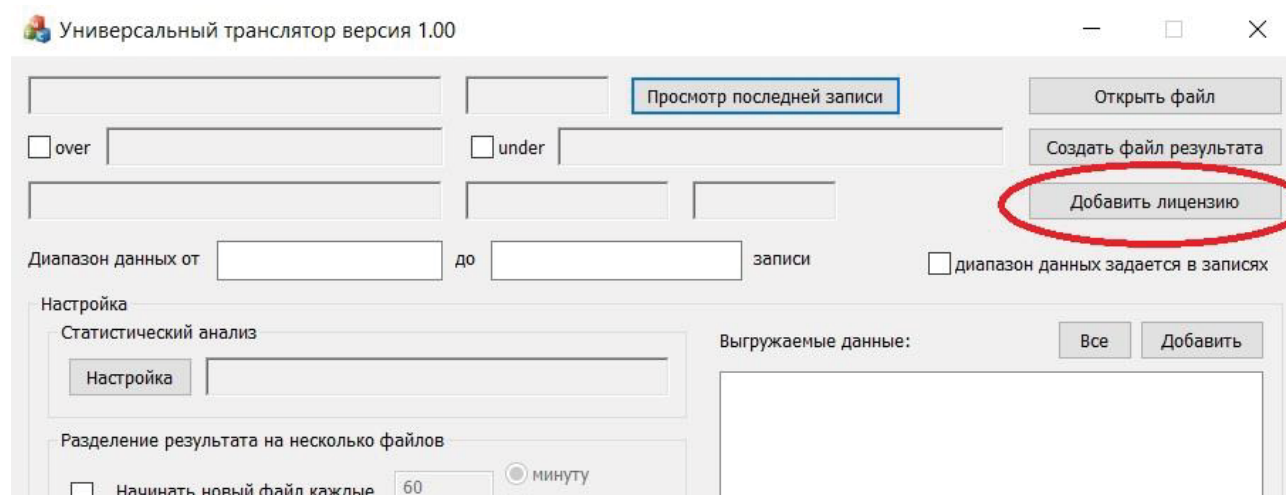 Универсальный транслятор версия 1.00
Просмотр последней записи Открыть файл
over under Создать файл результата
Добавить лицензию
Диапазон данных от до записи диапазон данных задается в записях
Настройка
Статистический анализ
Выгружаемые данные: Все Добавить
Настройка
Разделение результата на несколько файлов
минуту
Начинать новый файл каждые 60